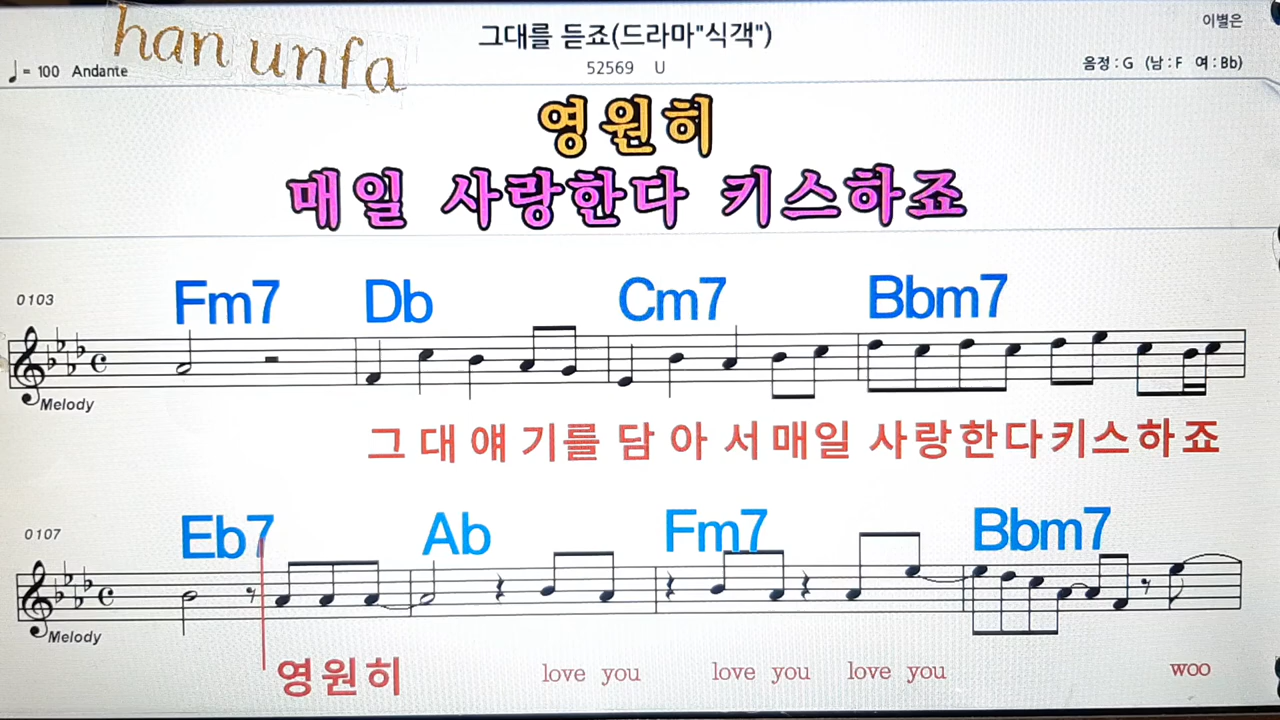 han unfa
그대를 듣죠(드라마"식객")
이별은
♩= 100 Andante
52569 U
음정 : G (남 : F 여 : Bb)
영원히
매일 사랑한다 키스하죠
0103
Fm7 Db Cm7 Bbm7
Melody
그 대 얘 기를 담 아 서 매일 사랑한다키스하죠
0107
Eb7 Ab Fm7 Bbm7
Melody
영원히 love you love you love you woo